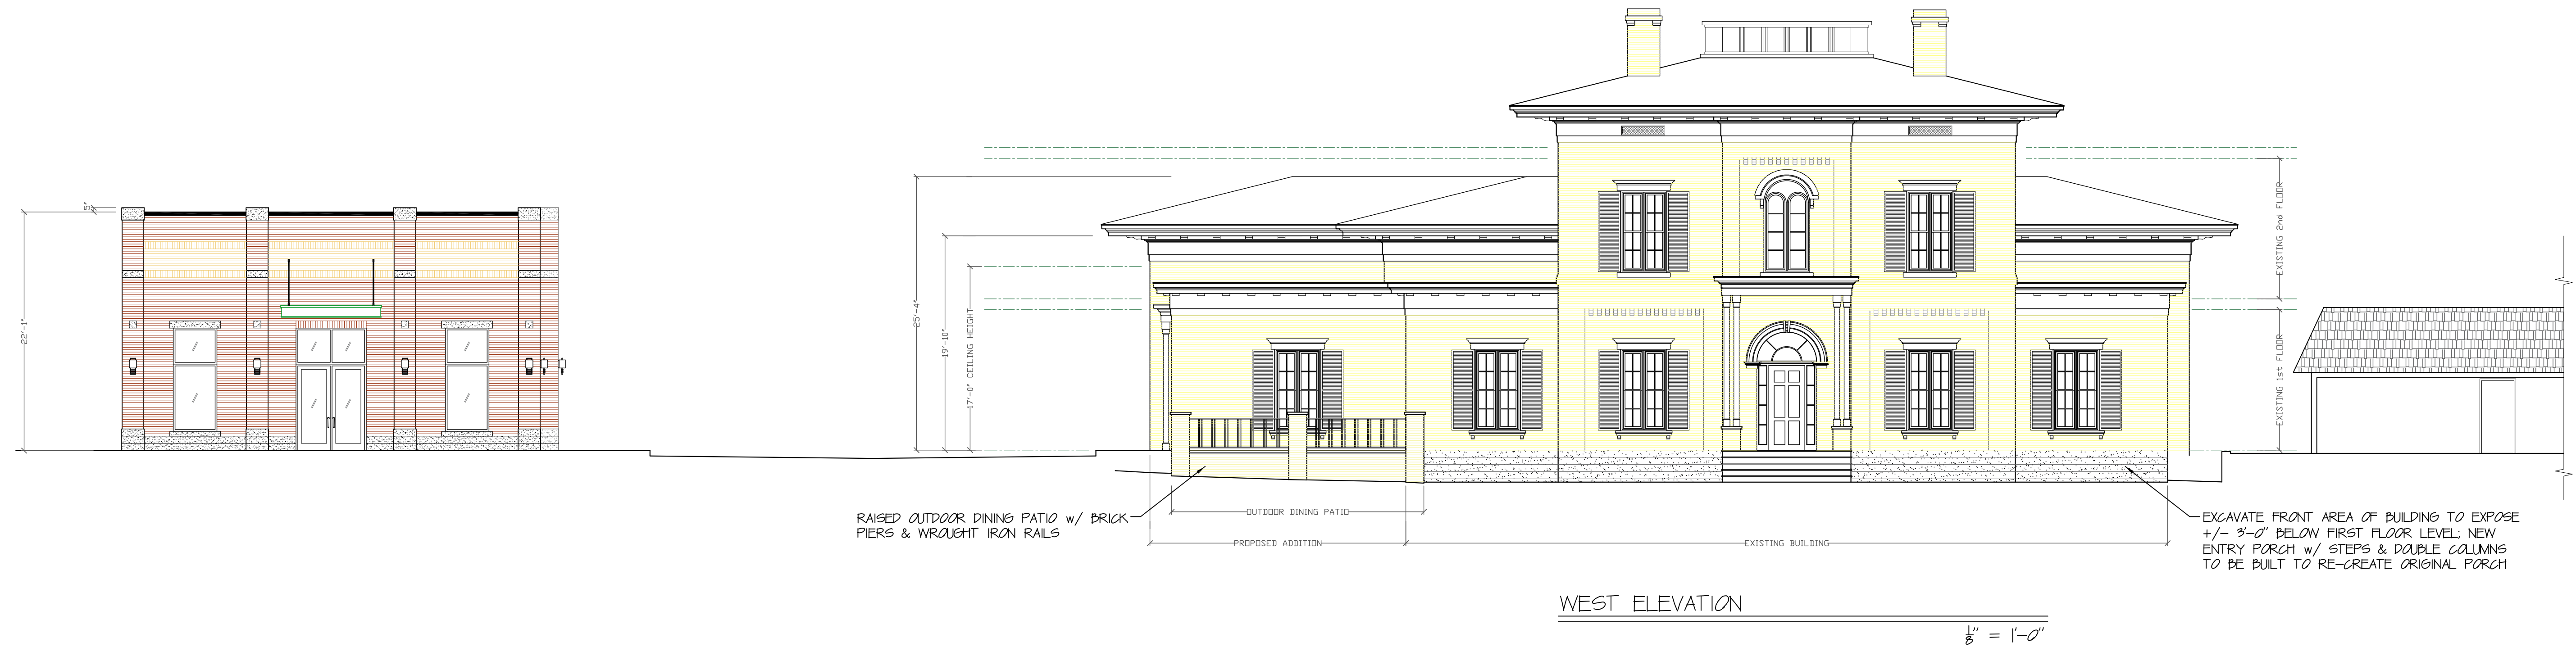 5"
22'-1"
25'-4"
19'-10"
17'-0" CEILING HEIGHT
EXISTING 2nd FLOOR
EXISTING 1st FLOOR
RAISED OUTDOOR DINING PATIO w/ BRICK
PIERS & WROUGHT IRON RAILS
OUTDOOR DINING PATIO
PROPOSED ADDITION
EXISTING BUILDING
EXCAVATE FRONT AREA OF BUILDING TO EXPOSE
+/- 3'-0" BELOW FIRST FLOOR LEVEL; NEW
ENTRY PORCH w/ STEPS & DOUBLE COLUMNS
TO BE BUILT TO RE-CREATE ORIGINAL PORCH
WEST ELEVATION
1/8" = 1'-0"